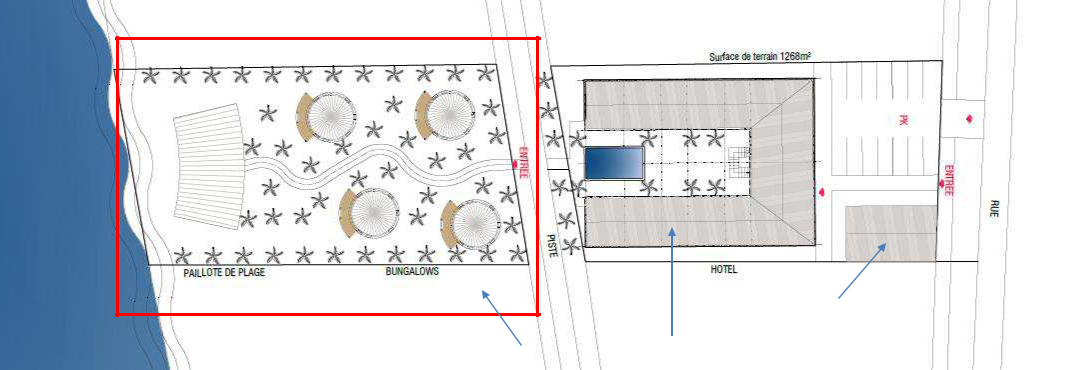 Surface de terrain 1268m²
PK
ENTREE
ENTREE
RUE
PISTE
PAILLOTE DE PLAGE
BUNGALOWS
HOTEL